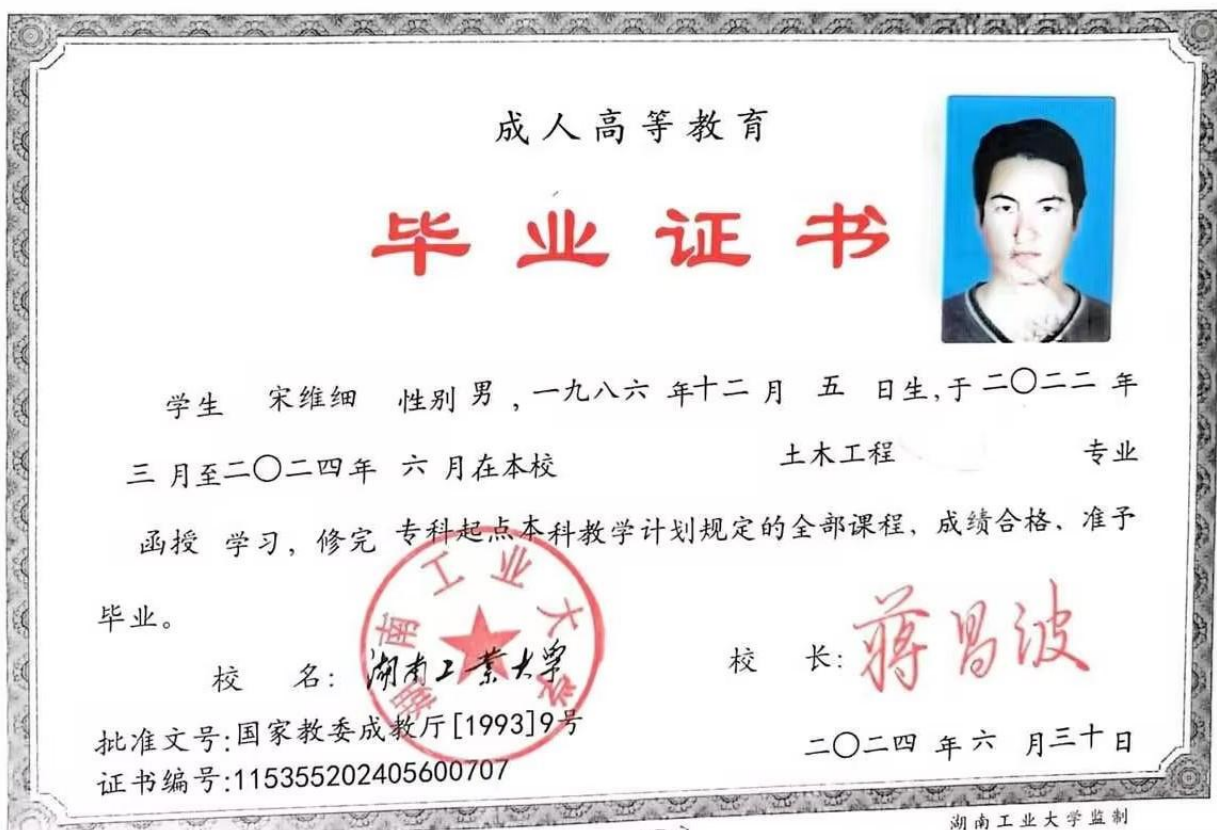 成人高等教育
毕业证书
学生 宋维细 性别 男 ,一九八六 年十二 月 五 日生,于 二〇二二 年
三 月至二〇二四年 六 月在本校 土木工程 专业
函授 学习, 修完 专科起点本科教学计划规定的全部课程, 成绩合格、准予
毕业。
湖南工业大学
校 名: 湖南工业大学
校 长: 蒋昌波
批准文号:国家教委成教厅[1993]9号
证书编号:115355202405600707
二〇二四 年 六 月三十日
湖南工业大学监制